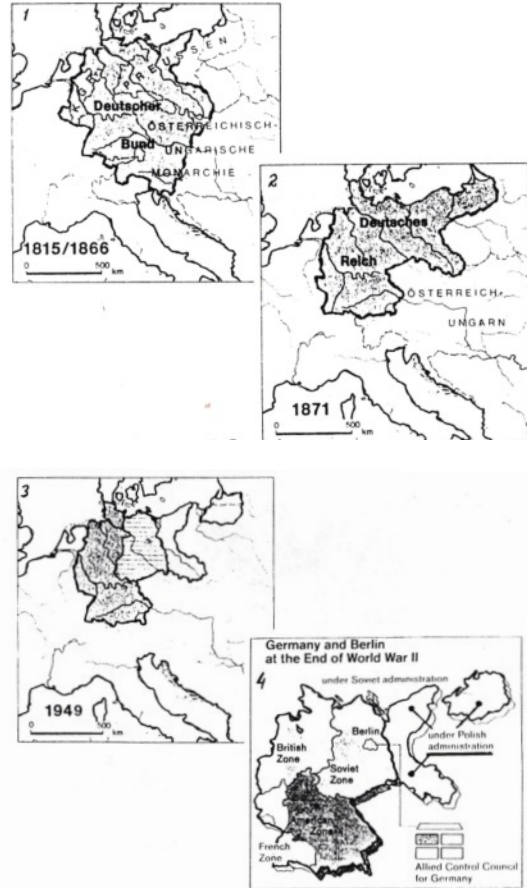 1
KGR. PREUSSEN
Deutscher
Bund
ÖSTERREICHISCH-
UNGARISCHE
MONARCHIE
1815/1866
0 500
km
2
Deutsches
Reich
ÖSTERREICH-
UNGARN
1871
0 500
km
3
1949
0 500
km
Germany and Berlin
at the End of World War II
4
under Soviet administration
Berlin
under Polish
administration
British
Zone
Soviet
Zone
American
Zone
French
Zone
Allied Control Council
for Germany